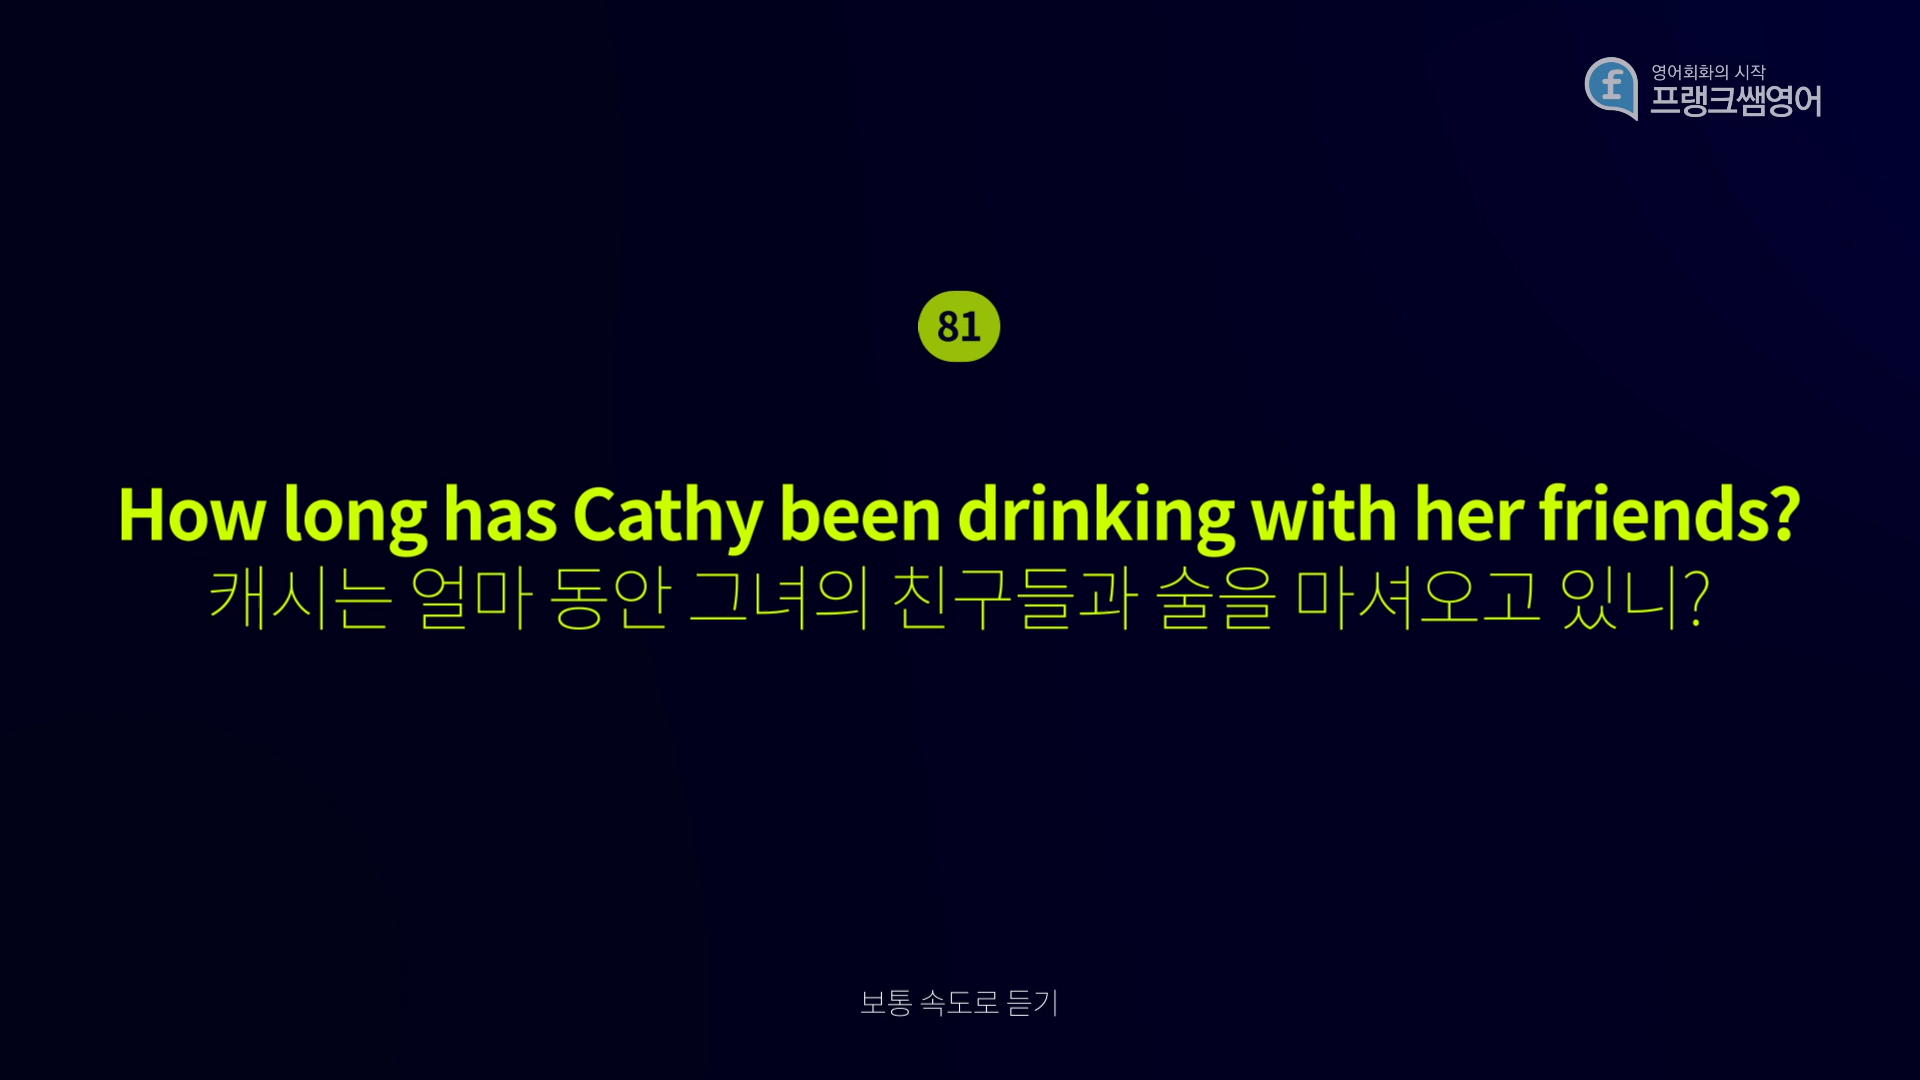 영어회화의 시작
프랭크쌤영어
81
How long has Cathy been drinking with her friends?
캐시는 얼마 동안 그녀의 친구들과 술을 마셔오고 있니?
보통 속도로 듣기